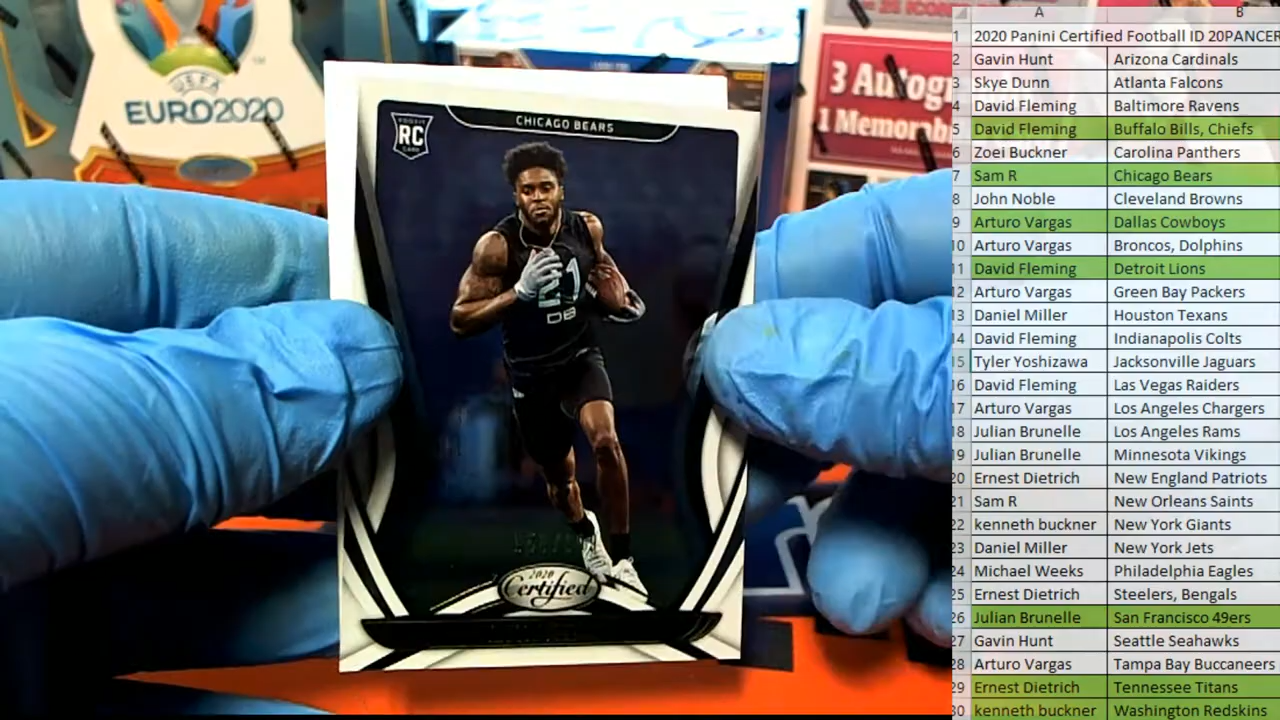 UEFA
EURO2020
TM
3 Autog
1 Memorab
CHICAGO BEARS
ROOKIE
RC
CARD
21
DB
2020
Certified
A B
1 2020 Panini Certified Football ID 20PANCER
2 Gavin Hunt Arizona Cardinals
3 Skye Dunn Atlanta Falcons
4 David Fleming Baltimore Ravens
5 David Fleming Buffalo Bills, Chiefs
6 Zoei Buckner Carolina Panthers
7 Sam R Chicago Bears
8 John Noble Cleveland Browns
9 Arturo Vargas Dallas Cowboys
10 Arturo Vargas Broncos, Dolphins
11 David Fleming Detroit Lions
12 Arturo Vargas Green Bay Packers
13 Daniel Miller Houston Texans
14 David Fleming Indianapolis Colts
15 Tyler Yoshizawa Jacksonville Jaguars
16 David Fleming Las Vegas Raiders
17 Arturo Vargas Los Angeles Chargers
18 Julian Brunelle Los Angeles Rams
19 Julian Brunelle Minnesota Vikings
20 Ernest Dietrich New England Patriots
21 Sam R New Orleans Saints
22 kenneth buckner New York Giants
23 Daniel Miller New York Jets
24 Michael Weeks Philadelphia Eagles
25 Ernest Dietrich Steelers, Bengals
26 Julian Brunelle San Francisco 49ers
27 Gavin Hunt Seattle Seahawks
28 Arturo Vargas Tampa Bay Buccaneers
29 Ernest Dietrich Tennessee Titans
30 kenneth buckner Washington Redskins